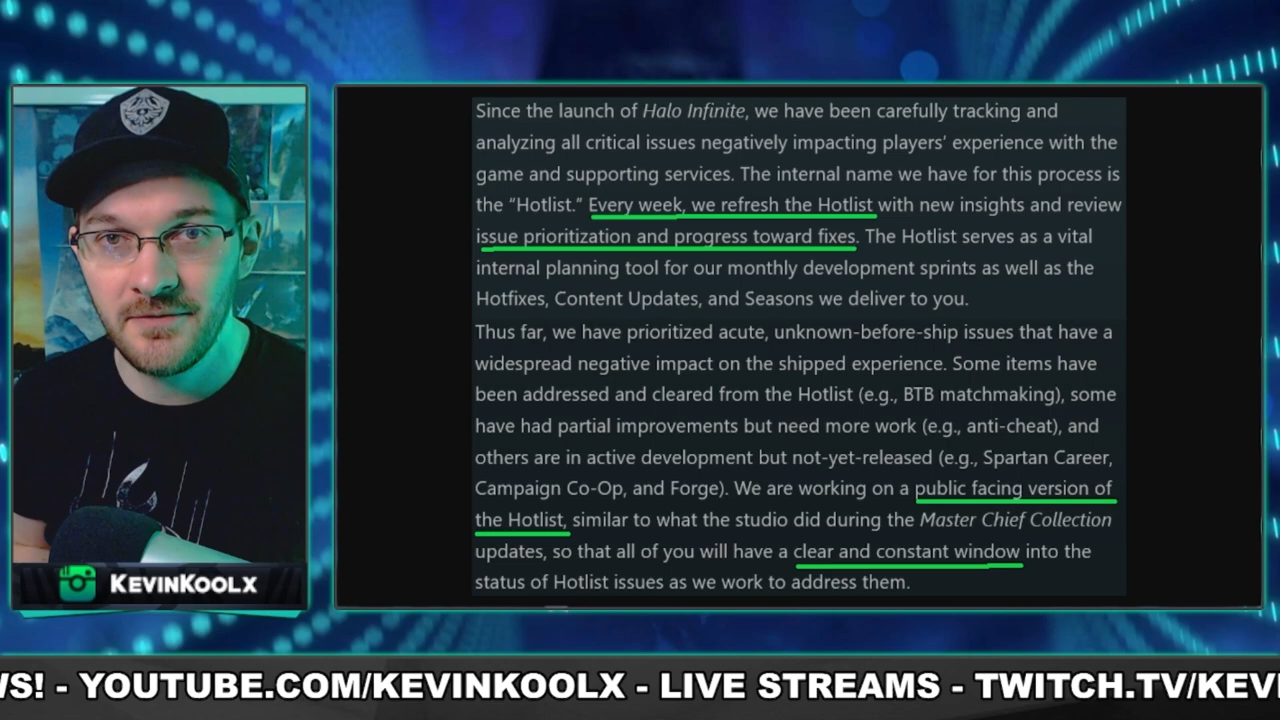 Since the launch of Halo Infinite, we have been carefully tracking and
analyzing all critical issues negatively impacting players’ experience with the
game and supporting services. The internal name we have for this process is
the “Hotlist.” Every week, we refresh the Hotlist with new insights and review
issue prioritization and progress toward fixes. The Hotlist serves as a vital
internal planning tool for our monthly development sprints as well as the
Hotfixes, Content Updates, and Seasons we deliver to you.
Thus far, we have prioritized acute, unknown-before-ship issues that have a
widespread negative impact on the shipped experience. Some items have
been addressed and cleared from the Hotlist (e.g., BTB matchmaking), some
have had partial improvements but need more work (e.g., anti-cheat), and
others are in active development but not-yet-released (e.g., Spartan Career,
Campaign Co-Op, and Forge). We are working on a public facing version of
the Hotlist, similar to what the studio did during the Master Chief Collection
updates, so that all of you will have a clear and constant window into the
status of Hotlist issues as we work to address them.
KEVINKOOLX
WS! - YOUTUBE.COM/KEVINKOOLX - LIVE STREAMS - TWITCH.TV/KEVI